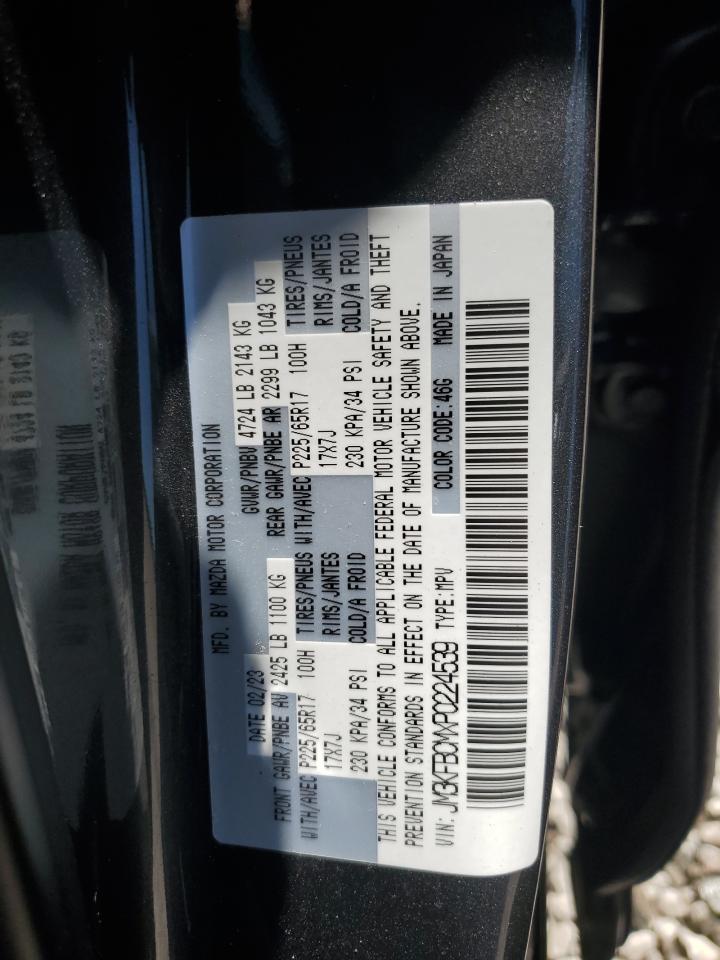 MFD. BY MAZDA MOTOR CORPORATION
DATE 02/23 GVWR/PNBV 4724 LB 2143 KG
FRONT GAWR/PNBE AV 2425 LB 1100 KG REAR GAWR/PNBE AR 2299 LB 1043 KG
WITH/AVEC P225/65R17 100H TIRES/PNEUS WITH/AVEC P225/65R17 100H TIRES/PNEUS
17X7J RIMS/JANTES 17X7J RIMS/JANTES
230 KPA/34 PSI COLD/A FROID 230 KPA/34 PSI COLD/A FROID
THIS VEHICLE CONFORMS TO ALL APPLICABLE FEDERAL MOTOR VEHICLE SAFETY AND THEFT
PREVENTION STANDARDS IN EFFECT ON THE DATE OF MANUFACTURE SHOWN ABOVE.
VIN: JM3KFBCMXP0224539 TYPE:MPV COLOR CODE:46G MADE IN JAPAN